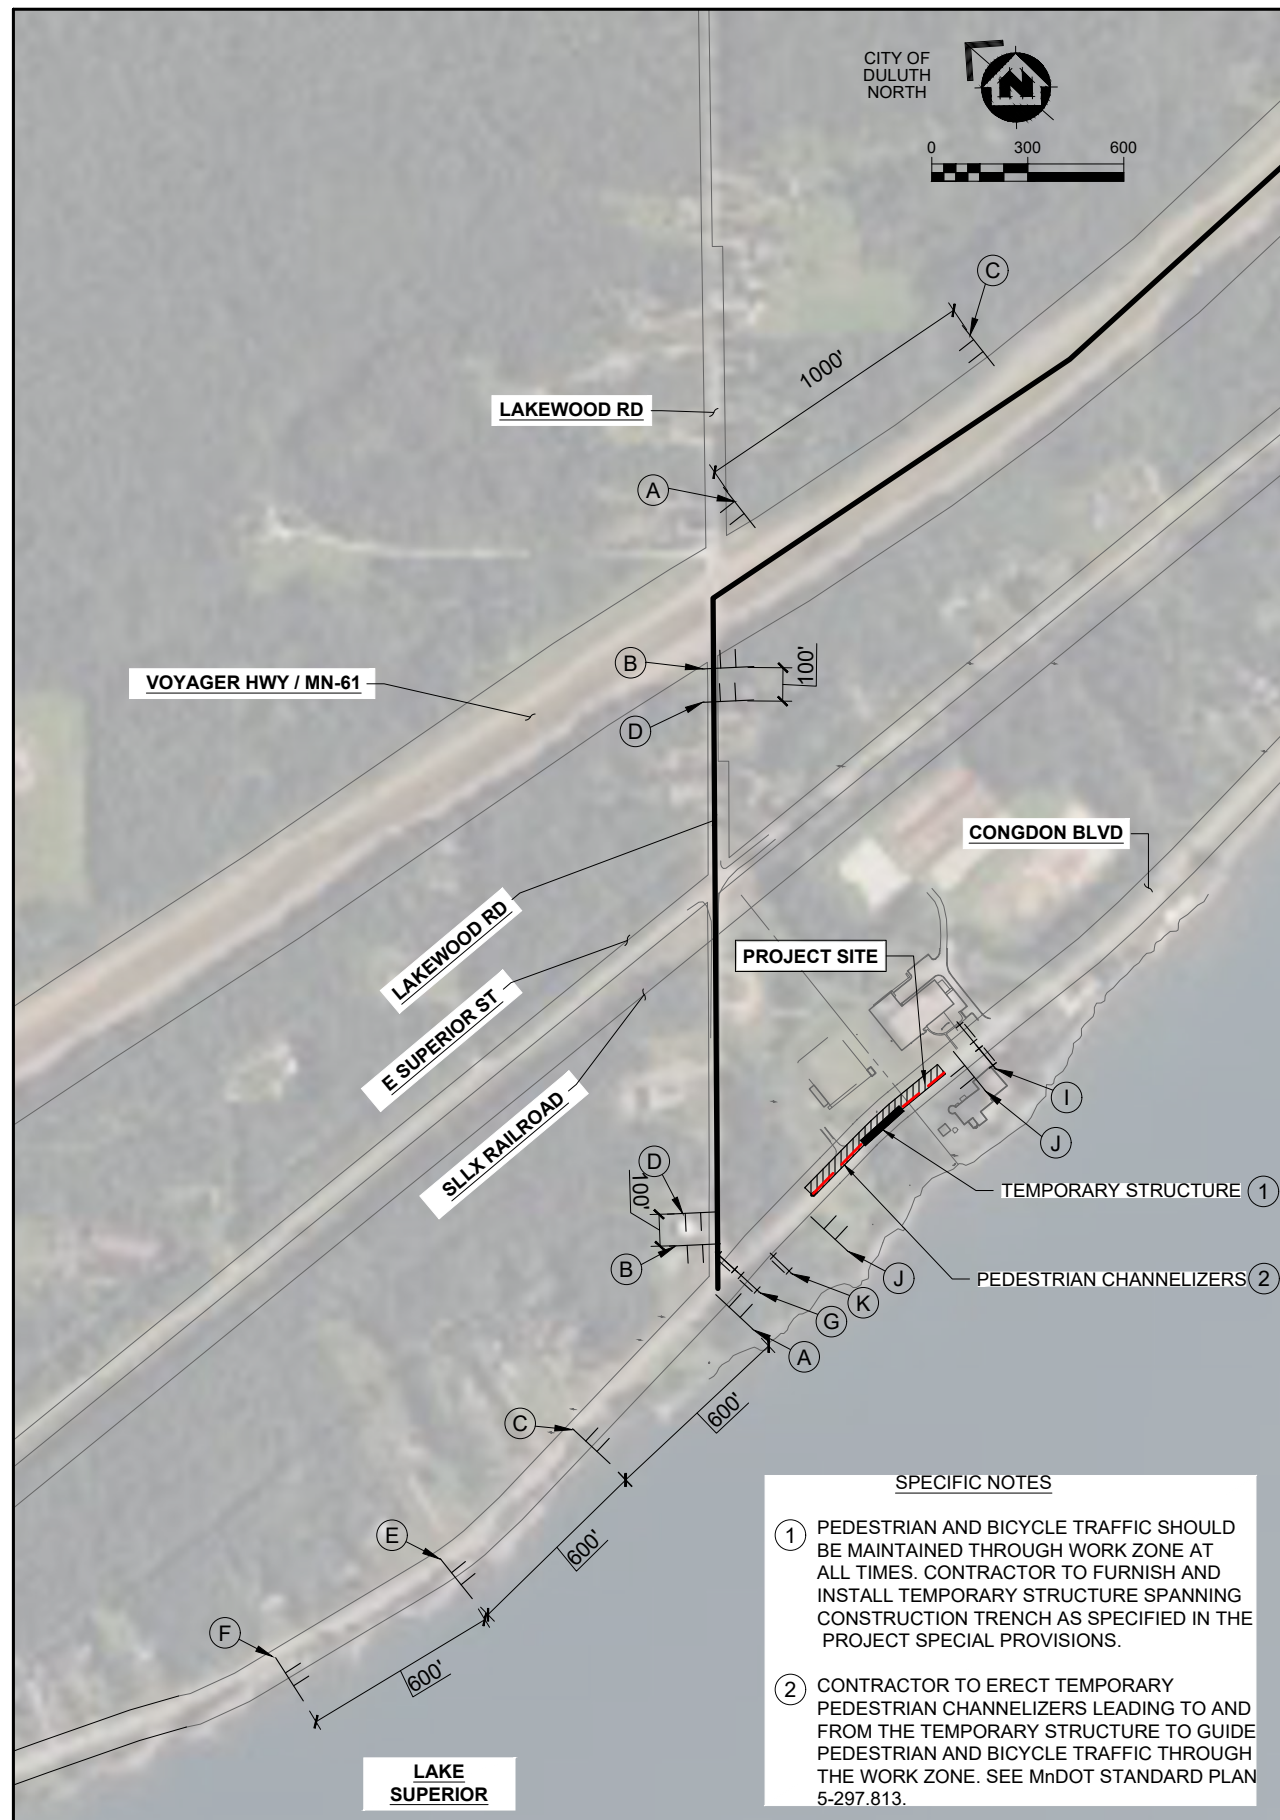 CITY OF
DULUTH
NORTH
N
0 300 600
C
1000'
LAKEWOOD RD
A
B
100'
VOYAGER HWY / MN-61
D
CONGDON BLVD
LAKEWOOD RD
PROJECT SITE
E SUPERIOR ST
SLLX RAILROAD
I
J
D
100'
TEMPORARY STRUCTURE 1
B
J
PEDESTRIAN CHANNELIZERS 2
K
G
A
C
600'
E
600'
F
600'
LAKE
SUPERIOR
SPECIFIC NOTES
1 PEDESTRIAN AND BICYCLE TRAFFIC SHOULD
BE MAINTAINED THROUGH WORK ZONE AT
ALL TIMES. CONTRACTOR TO FURNISH AND
INSTALL TEMPORARY STRUCTURE SPANNING
CONSTRUCTION TRENCH AS SPECIFIED IN THE
PROJECT SPECIAL PROVISIONS.
2 CONTRACTOR TO ERECT TEMPORARY
PEDESTRIAN CHANNELIZERS LEADING TO AND
FROM THE TEMPORARY STRUCTURE TO GUIDE
PEDESTRIAN AND BICYCLE TRAFFIC THROUGH
THE WORK ZONE. SEE MnDOT STANDARD PLAN
5-297.813.